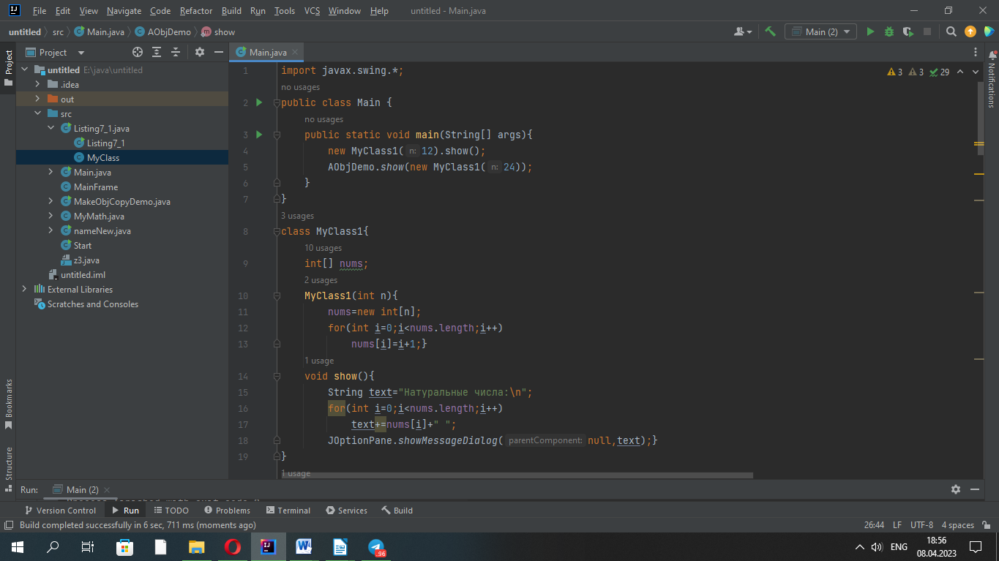 File Edit View Navigate Code Refactor Build Run Tools VCS Window Help untitled - Main.java
untitled src Main.java AObjDemo show Main (2)
Project Main.java
Project
untitled E:\java\untitled
.idea
out
src
Listing7_1.java
Listing7_1
MyClass
Main.java
MainFrame
MakeObjCopyDemo.java
MyMath.java
nameNew.java
Start
z3.java
untitled.iml
External Libraries
Scratches and Consoles
Bookmarks
Structure
3 3 29
1 import javax.swing.*;
no usages
2 public class Main {
no usages
3 public static void main(String[] args){
4 new MyClass1( n: 12).show();
5 AObjDemo.show(new MyClass1( n: 24));
6 }
7 }
3 usages
8 class MyClass1{
10 usages
9 int[] nums;
2 usages
10 MyClass1(int n){
11 nums=new int[n];
12 for(int i=0;i<nums.length;i++)
13 nums[i]=i+1;}
1 usage
14 void show(){
15 String text="Натуральные числа:\n";
16 for(int i=0;i<nums.length;i++)
17 text+=nums[i]+" ";
18 JOptionPane.showMessageDialog( parentComponent: null,text);}
19 }
1 usage
Notifications
Run: Main (2)
Version Control Run TODO Problems Terminal Services Build
Build completed successfully in 6 sec, 711 ms (moments ago) 26:44 LF UTF-8 4 spaces
96 ENG 18:56
08.04.2023